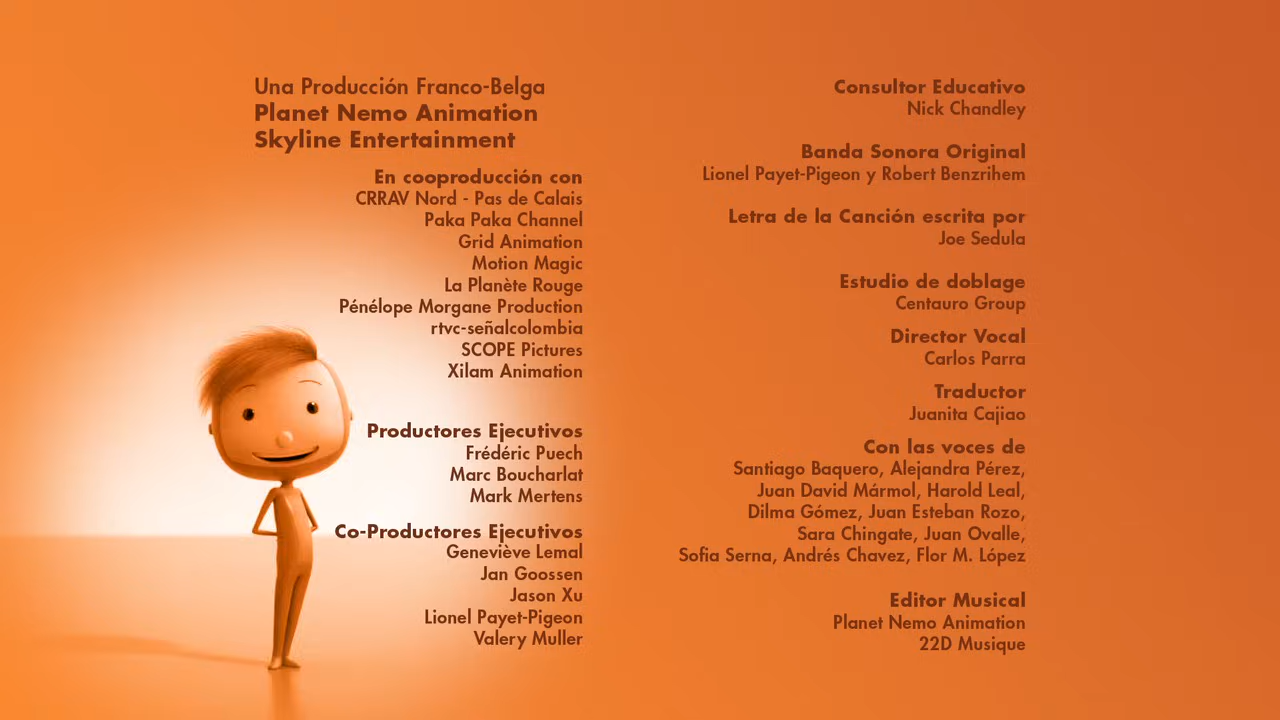 Una Producción Franco-Belga
Planet Nemo Animation
Skyline Entertainment
En cooproducción con
CRRAV Nord - Pas de Calais
Paka Paka Channel
Grid Animation
Motion Magic
La Planète Rouge
Pénélope Morgane Production
rtvc-señalcolombia
SCOPE Pictures
Xilam Animation
Productores Ejecutivos
Frédéric Puech
Marc Boucharlat
Mark Mertens
Co-Productores Ejecutivos
Geneviève Lemal
Jan Goossen
Jason Xu
Lionel Payet-Pigeon
Valery Muller
Consultor Educativo
Nick Chandley
Banda Sonora Original
Lionel Payet-Pigeon y Robert Benzrihem
Letra de la Canción escrita por
Joe Sedula
Estudio de doblage
Centauro Group
Director Vocal
Carlos Parra
Traductor
Juanita Cajiao
Con las voces de
Santiago Baquero, Alejandra Pérez,
Juan David Mármol, Harold Leal,
Dilma Gómez, Juan Esteban Rozo,
Sara Chingate, Juan Ovalle,
Sofia Serna, Andrés Chavez, Flor M. López
Editor Musical
Planet Nemo Animation
22D Musique